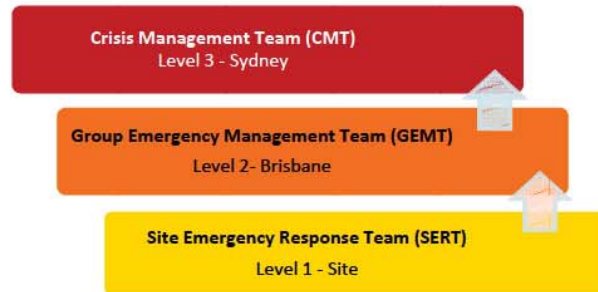 Crisis Management Team (CMT)
Level 3 - Sydney
Group Emergency Management Team (GEMT)
Level 2- Brisbane
Site Emergency Response Team (SERT)
Level 1 - Site